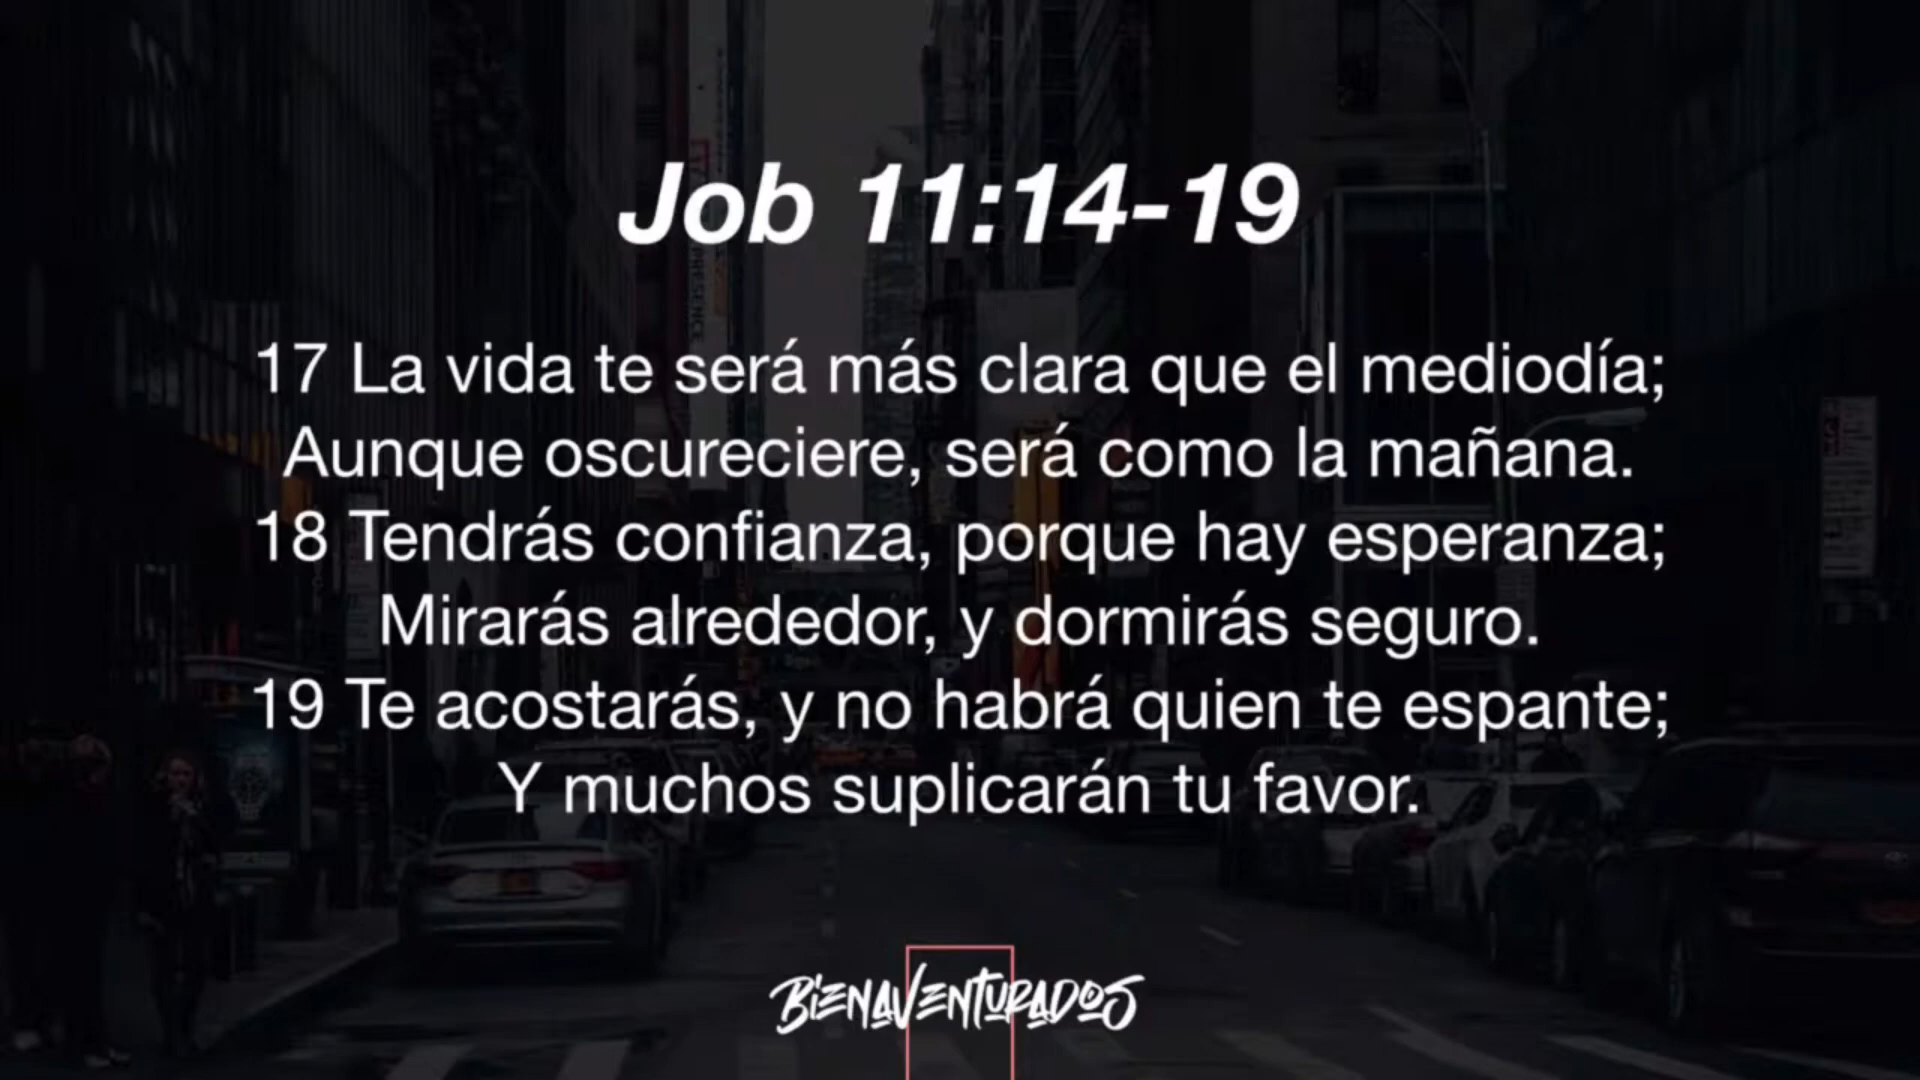 Job 11:14-19
17 La vida te será más clara que el mediodía;
Aunque oscureciere, será como la mañana.
18 Tendrás confianza, porque hay esperanza;
Mirarás alrededor, y dormirás seguro.
19 Te acostarás, y no habrá quien te espante;
Y muchos suplicarán tu favor.
BIENAVENTURADOS